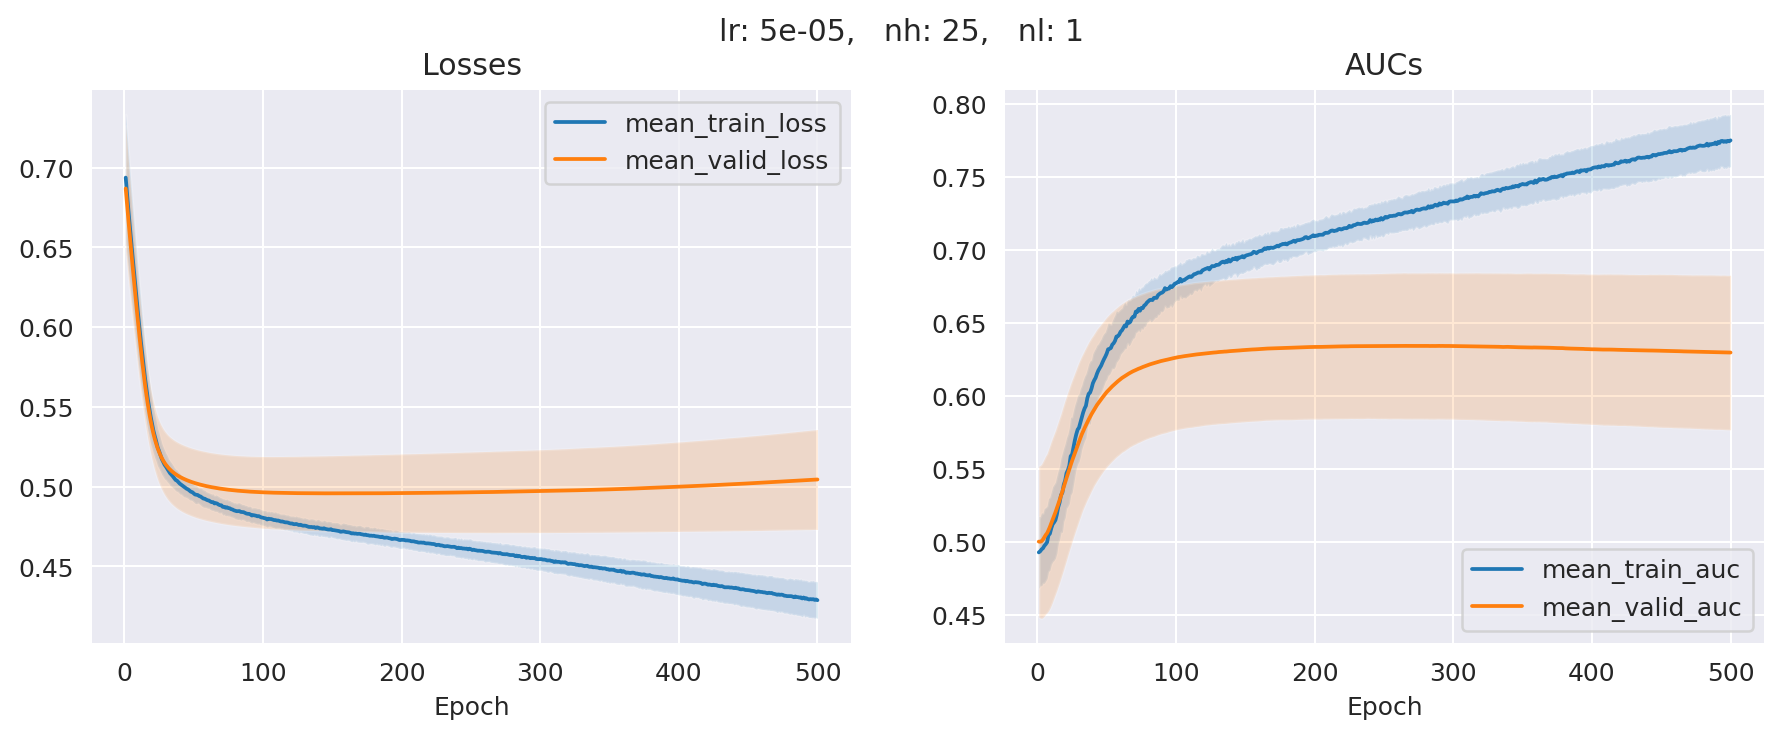 lr: 5e-05,   nh: 25,   nl: 1
Losses
mean_train_loss
mean_valid_loss
0.70
0.65
0.60
0.55
0.50
0.45
0 100 200 300 400 500
Epoch
AUCs
0.80
0.75
0.70
0.65
0.60
0.55
0.50
0.45
mean_train_auc
mean_valid_auc
0 100 200 300 400 500
Epoch